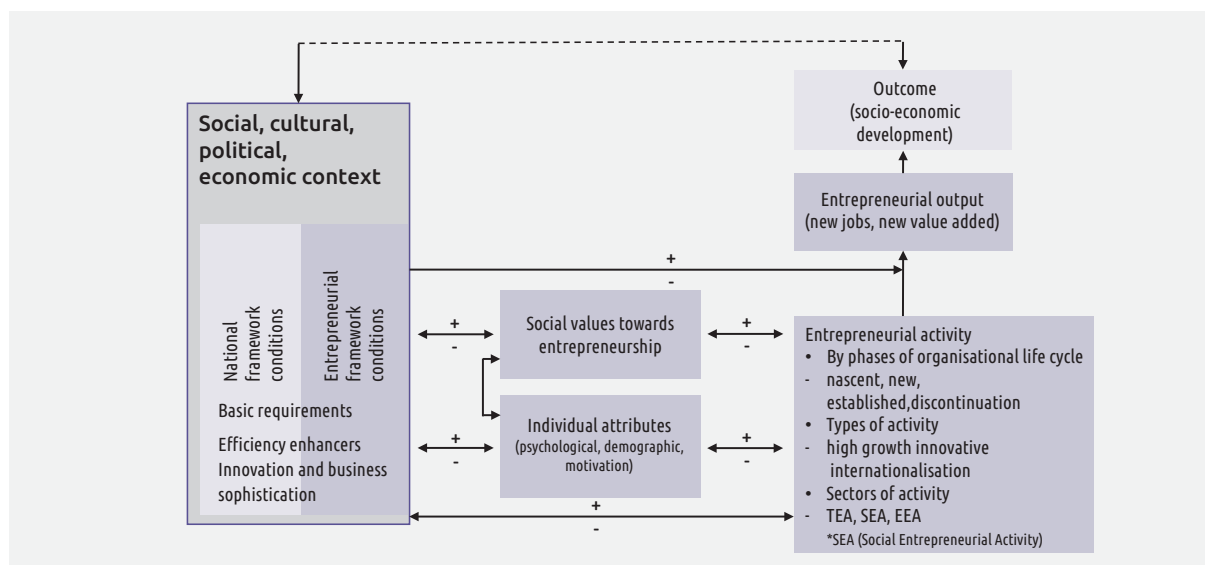 Social, cultural,
political,
economic context
National
framework
conditions
Entrepreneurial
framework
conditions
Basic requirements
Efficiency enhancers
Innovation and business
sophistication
+
-
+
-
+
-
Social values towards
entrepreneurship
+
-
Individual attributes
(psychological, demographic,
motivation)
+
-
+
-
Outcome
(socio-economic
development)
Entrepreneurial output
(new jobs, new value added)
Entrepreneurial activity
• By phases of organisational life cycle
- nascent, new,
established,discontinuation
• Types of activity
- high growth innovative
internationalisation
• Sectors of activity
- TEA, SEA, EEA
*SEA (Social Entrepreneurial Activity)